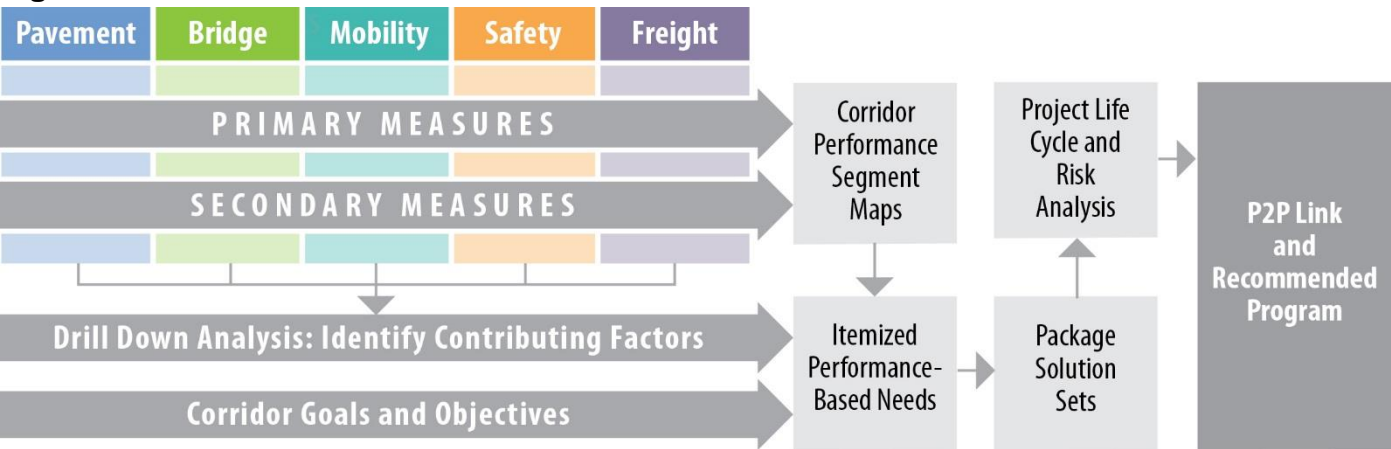 Pavement
Bridge
Mobility
Safety
Freight
PRIMARY MEASURES
SECONDARY MEASURES
Drill Down Analysis: Identify Contributing Factors
Corridor Goals and Objectives
Corridor
Performance
Segment
Maps
Itemized
Performance-
Based Needs
Project Life
Cycle and
Risk
Analysis
Package
Solution
Sets
P2P Link
and
Recommended
Program